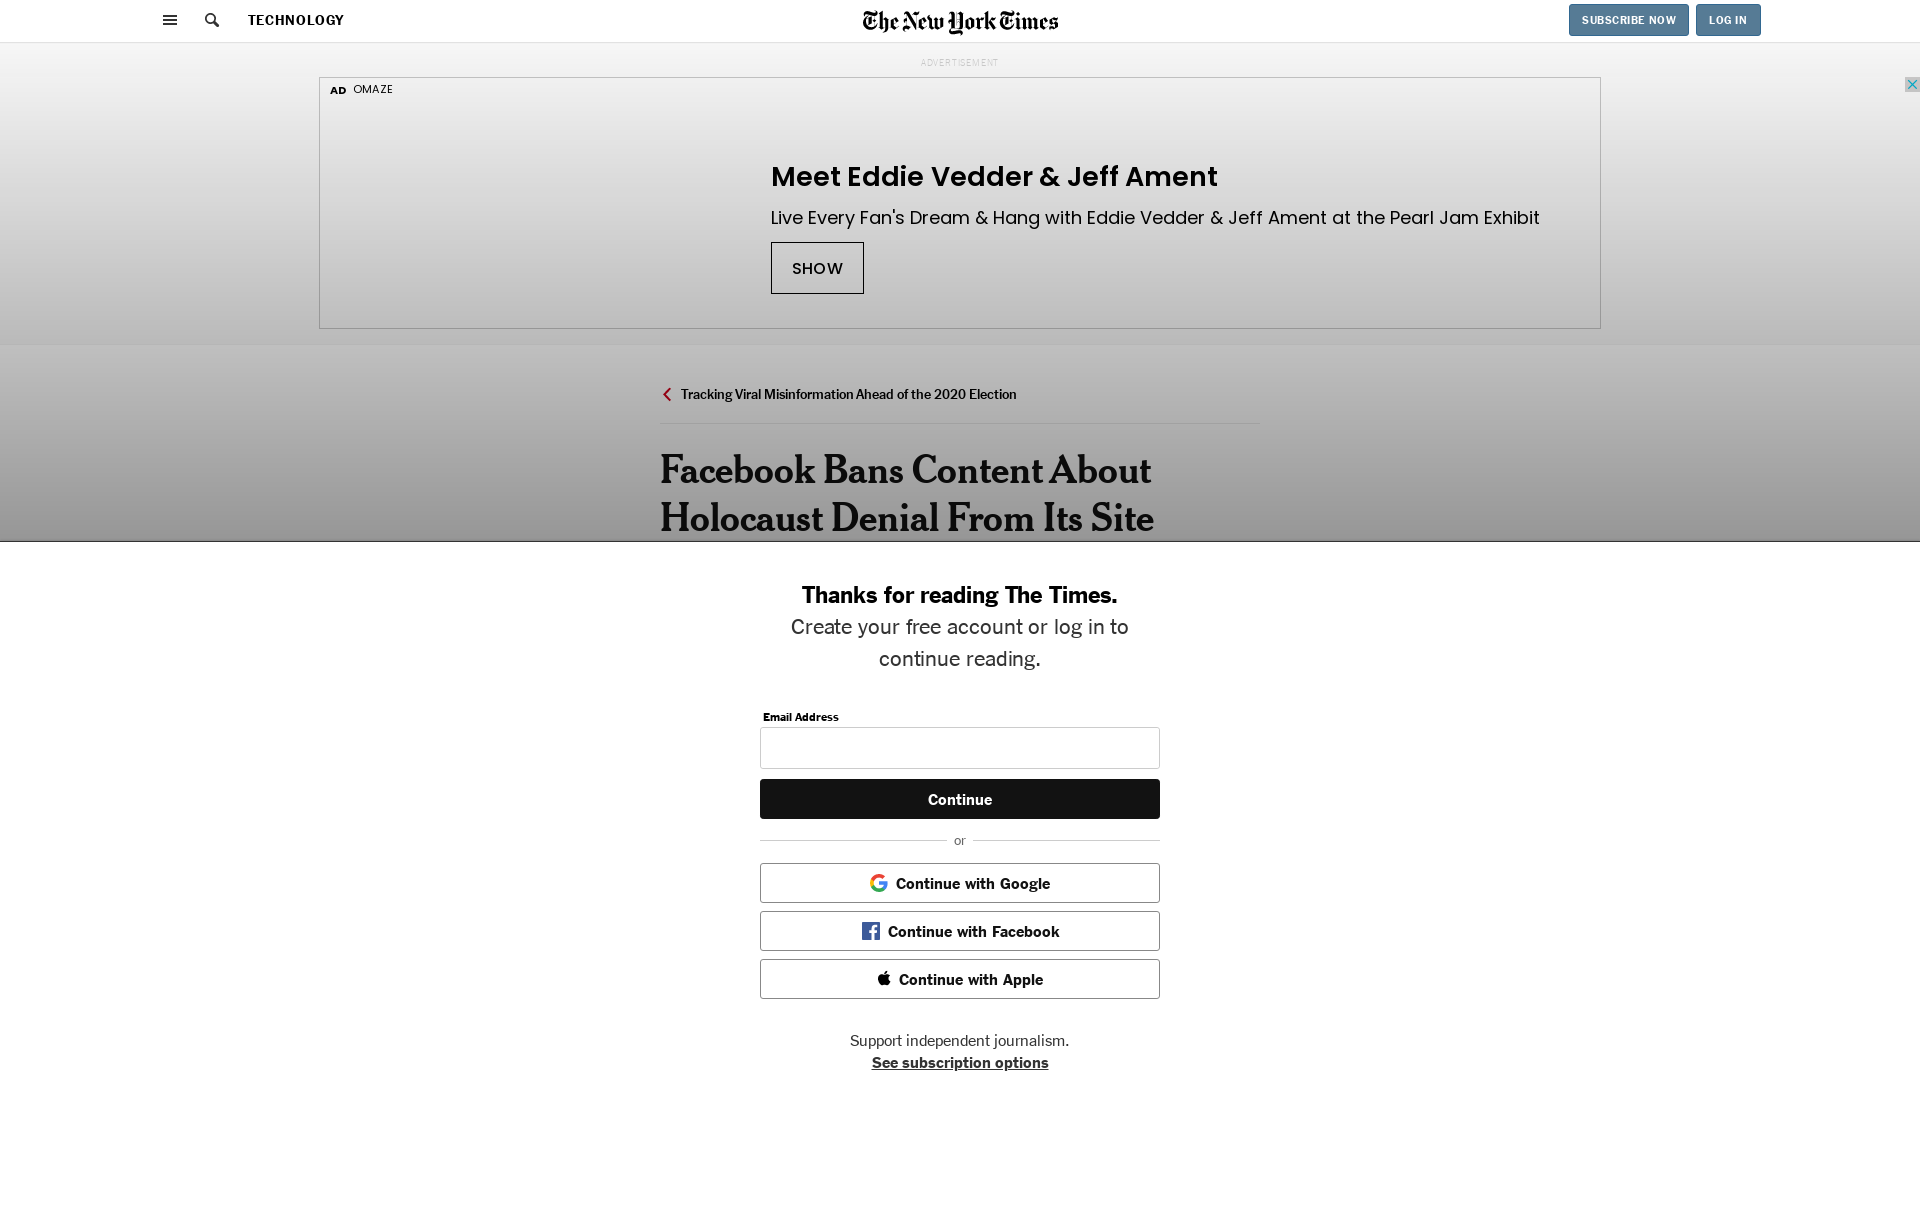 TECHNOLOGY
The New York Times
SUBSCRIBE NOW
LOG IN
ADVERTISEMENT
AD OMAZE
Meet Eddie Vedder & Jeff Ament
Live Every Fan's Dream & Hang with Eddie Vedder & Jeff Ament at the Pearl Jam Exhibit
SHOW
Tracking Viral Misinformation Ahead of the 2020 Election
Facebook Bans Content About
Holocaust Denial From Its Site
Thanks for reading The Times.
Create your free account or log in to
continue reading.
Email Address
Continue
or
Continue with Google
Continue with Facebook
Continue with Apple
Support independent journalism.
See subscription options